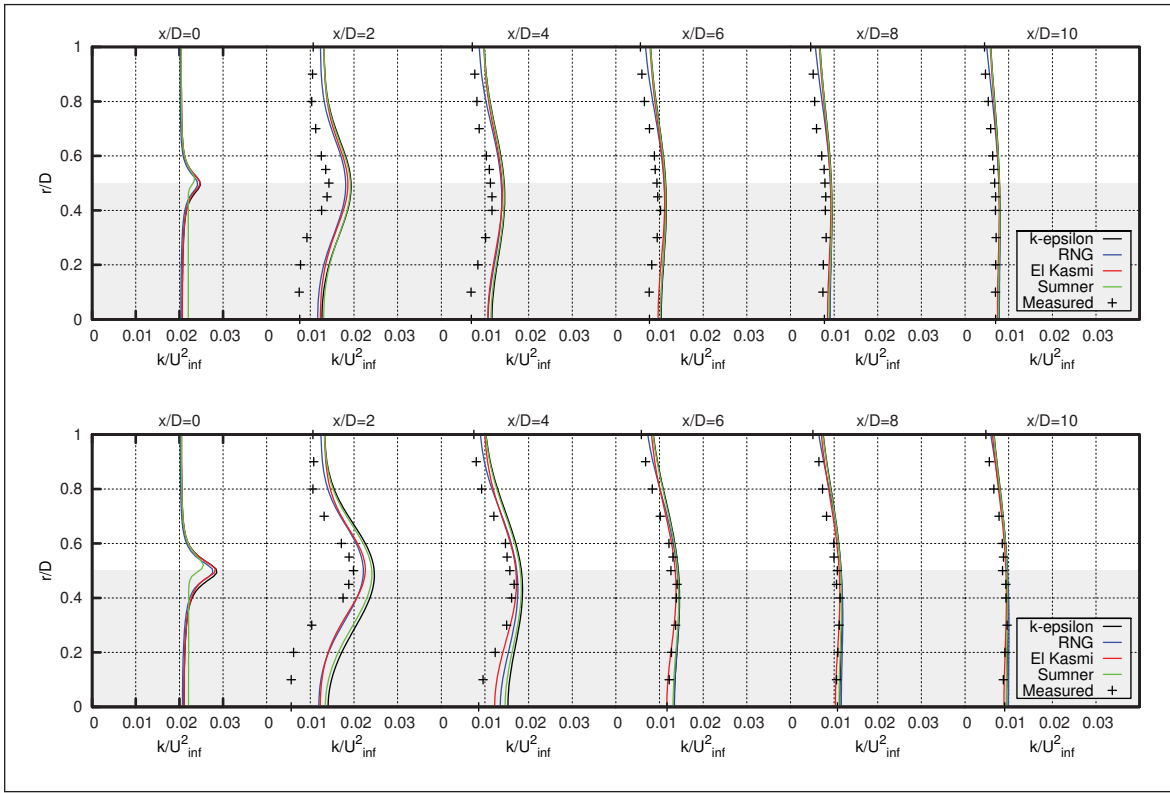 x/D=0 x/D=2 x/D=4 x/D=6 x/D=8 x/D=10
1
0.8
0.6
0.4
0.2
0
r/D
k-epsilon
RNG
El Kasmi
Sumner
Measured
0 0.01 0.02 0.03 0 0.01 0.02 0.03 0 0.01 0.02 0.03 0 0.01 0.02 0.03 0 0.01 0.02 0.03 0 0.01 0.02 0.03
k/U²inf k/U²inf k/U²inf k/U²inf k/U²inf k/U²inf
x/D=0 x/D=2 x/D=4 x/D=6 x/D=8 x/D=10
1
0.8
0.6
0.4
0.2
0
r/D
k-epsilon
RNG
El Kasmi
Sumner
Measured
0 0.01 0.02 0.03 0 0.01 0.02 0.03 0 0.01 0.02 0.03 0 0.01 0.02 0.03 0 0.01 0.02 0.03 0 0.01 0.02 0.03
k/U²inf k/U²inf k/U²inf k/U²inf k/U²inf k/U²inf